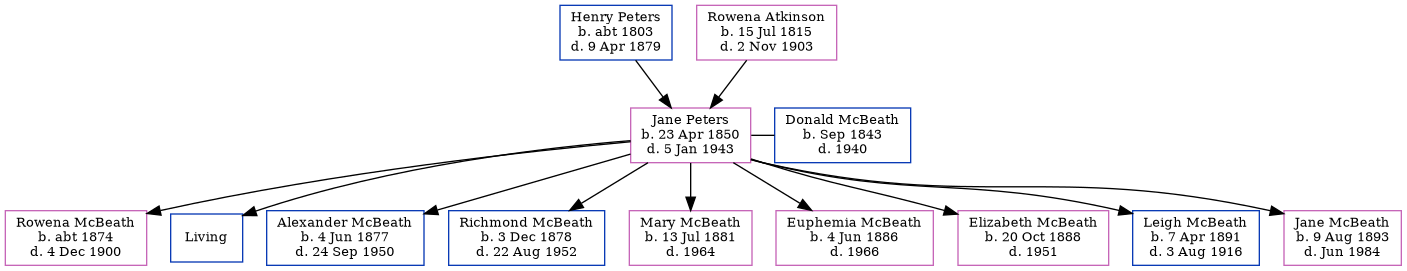 Henry Peters
b. abt 1803
d. 9 Apr 1879
Rowena Atkinson
b. 15 Jul 1815
d. 2 Nov 1903
Jane Peters
b. 23 Apr 1850
d. 5 Jan 1943
Donald McBeath
b. Sep 1843
d. 1940
Rowena McBeath
b. abt 1874
d. 4 Dec 1900
Living
Alexander McBeath
b. 4 Jun 1877
d. 24 Sep 1950
Richmond McBeath
b. 3 Dec 1878
d. 22 Aug 1952
Mary McBeath
b. 13 Jul 1881
d. 1964
Euphemia McBeath
b. 4 Jun 1886
d. 1966
Elizabeth McBeath
b. 20 Oct 1888
d. 1951
Leigh McBeath
b. 7 Apr 1891
d. 3 Aug 1916
Jane McBeath
b. 9 Aug 1893
d. Jun 1984